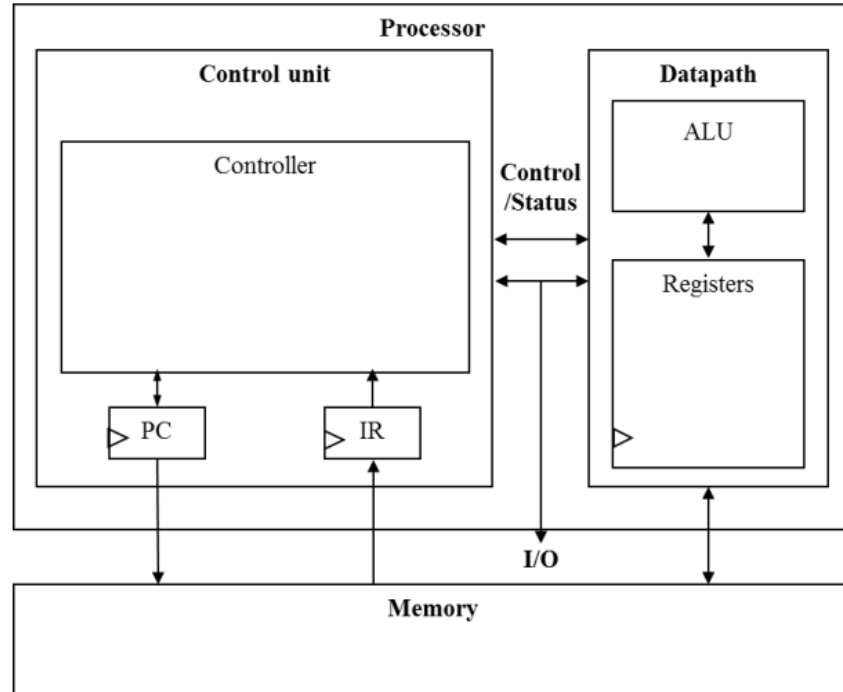 Processor
Control unit
Datapath
ALU
Controller
Control
/Status
Registers
PC
IR
I/O
Memory